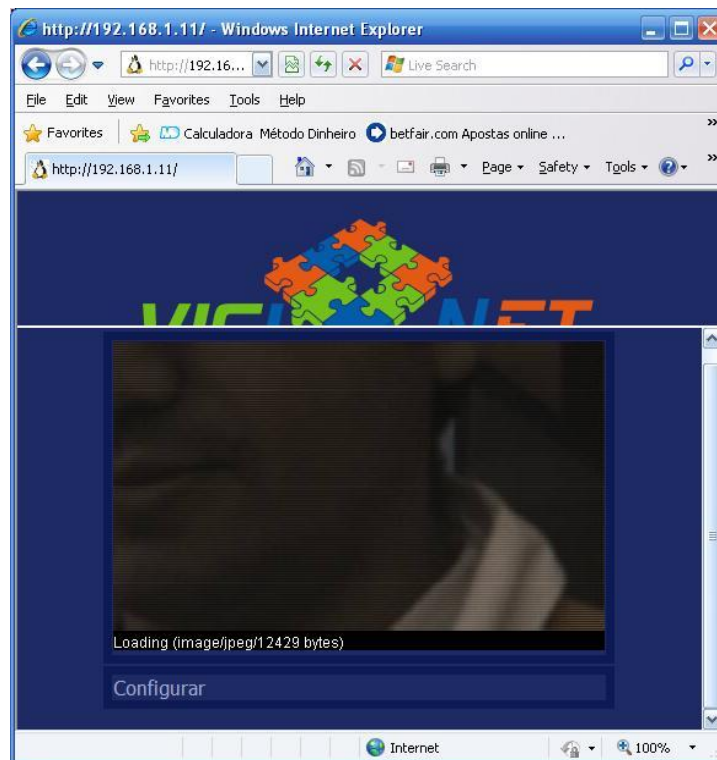 http://192.168.1.11/ - Windows Internet Explorer
http://192.16... Live Search
File Edit View Favorites Tools Help
Favorites Calculadora Método Dinheiro betfair.com Apostas online ... »
http://192.168.1.11/ Page Safety Tools »
VISIONNET
Loading (image/jpeg/12429 bytes)
Configurar
Internet 100%